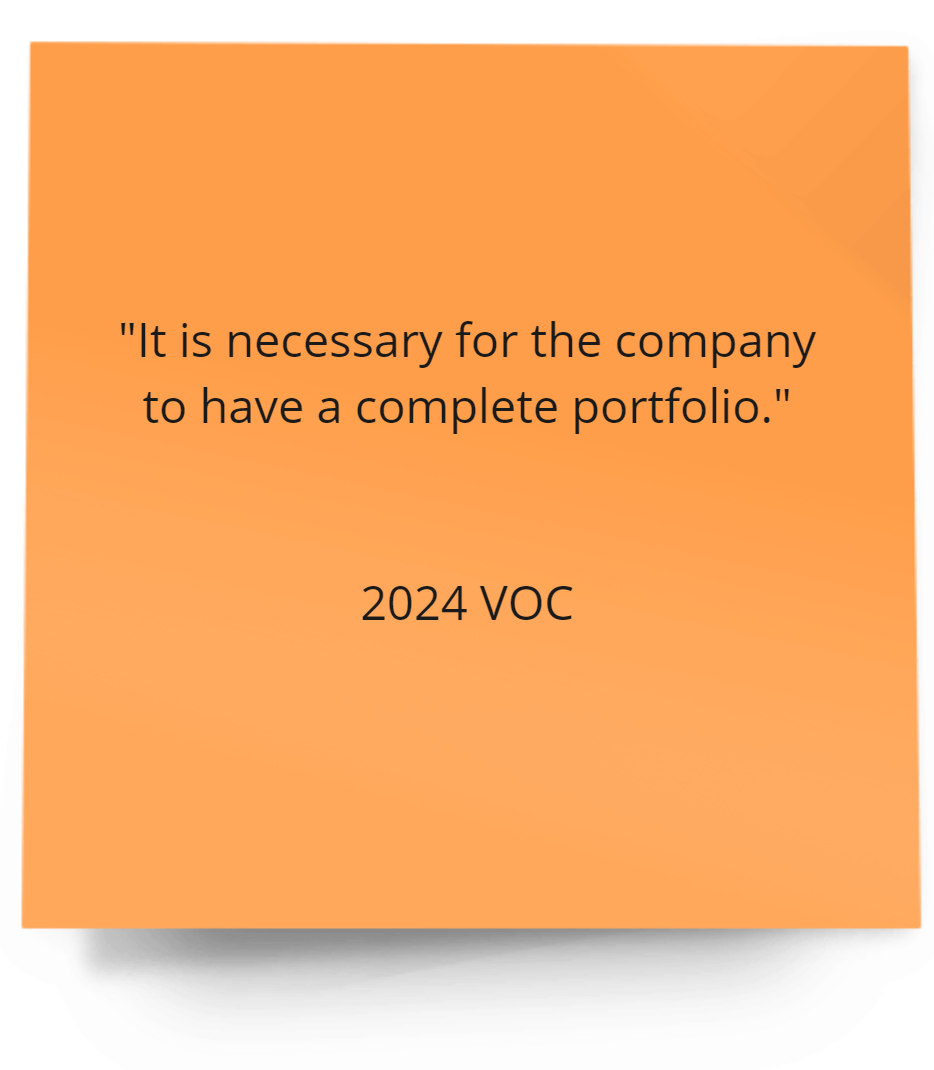 "It is necessary for the company
to have a complete portfolio."
2024 VOC